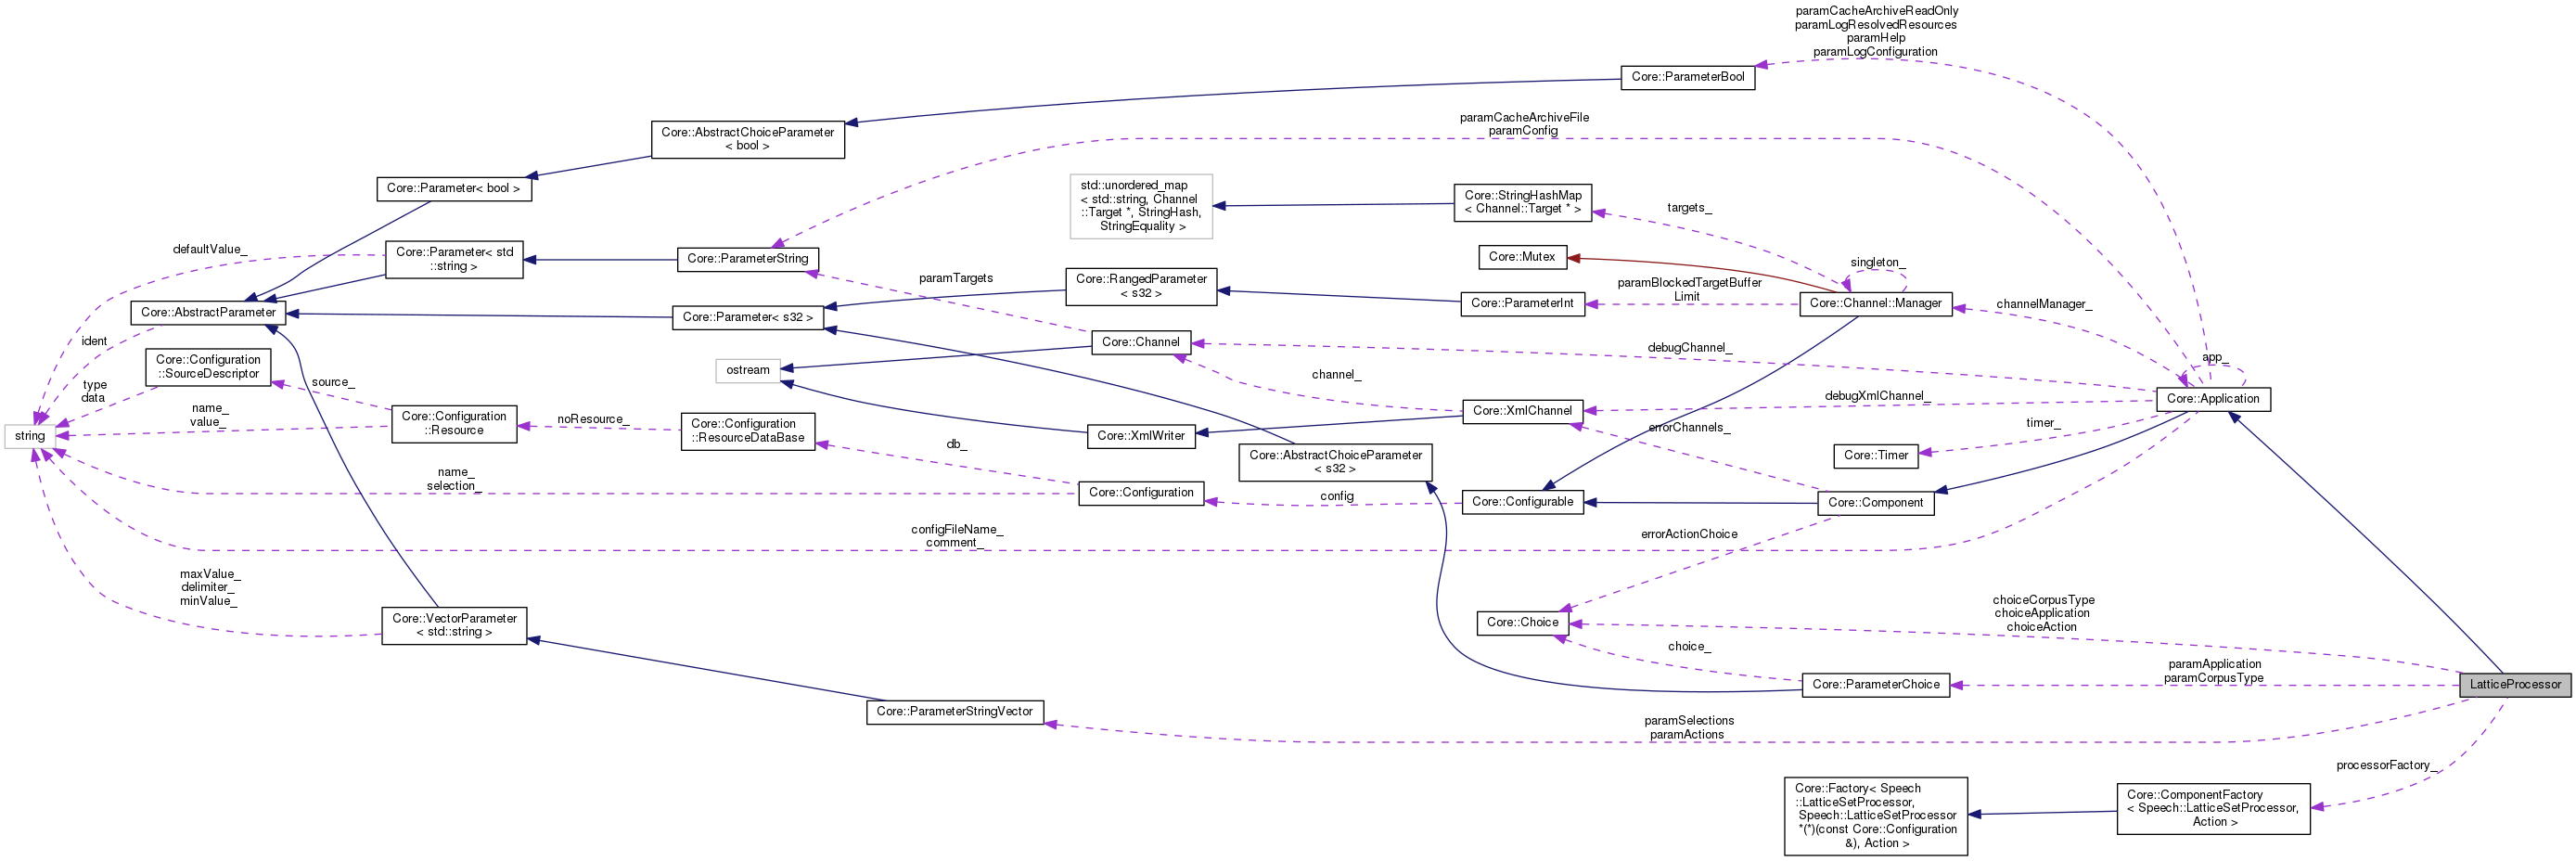 paramCacheArchiveReadOnly
paramLogResolvedResources
paramHelp
paramLogConfiguration
Core::ParameterBool
paramCacheArchiveFile
paramConfig
Core::AbstractChoiceParameter
< bool >
Core::Parameter< bool >
std::unordered_map
< std::string, Channel
::Target *, StringHash,
StringEquality >
Core::StringHashMap
< Channel::Target * >
targets_
defaultValue_
Core::Parameter< std
::string >
Core::ParameterString
Core::Mutex
singleton_
paramTargets
Core::RangedParameter
< s32 >
paramBlockedTargetBuffer
Limit
Core::ParameterInt
Core::Channel::Manager
channelManager_
Core::AbstractParameter
Core::Parameter< s32 >
ident
Core::Channel
debugChannel_
app_
Core::Configuration
::SourceDescriptor
type
data
source_
ostream
channel_
debugXmlChannel_
Core::Application
name_
value_
Core::Configuration
::Resource
noResource_
Core::Configuration
::ResourceDataBase
Core::XmlChannel
Core::XmlWriter
errorChannels_
timer_
string
db_
Core::AbstractChoiceParameter
< s32 >
Core::Timer
name_
selection_
Core::Configuration
config
Core::Configurable
Core::Component
configFileName_
comment_
errorActionChoice
maxValue_
delimiter_
minValue_
Core::VectorParameter
< std::string >
Core::Choice
choiceCorpusType
choiceApplication
choiceAction
choice_
paramApplication
paramCorpusType
Core::ParameterChoice
LatticeProcessor
Core::ParameterStringVector
paramSelections
paramActions
processorFactory_
Core::Factory< Speech
::LatticeSetProcessor,
Speech::LatticeSetProcessor
*(*)(const Core::Configuration
&), Action >
Core::ComponentFactory
< Speech::LatticeSetProcessor,
Action >